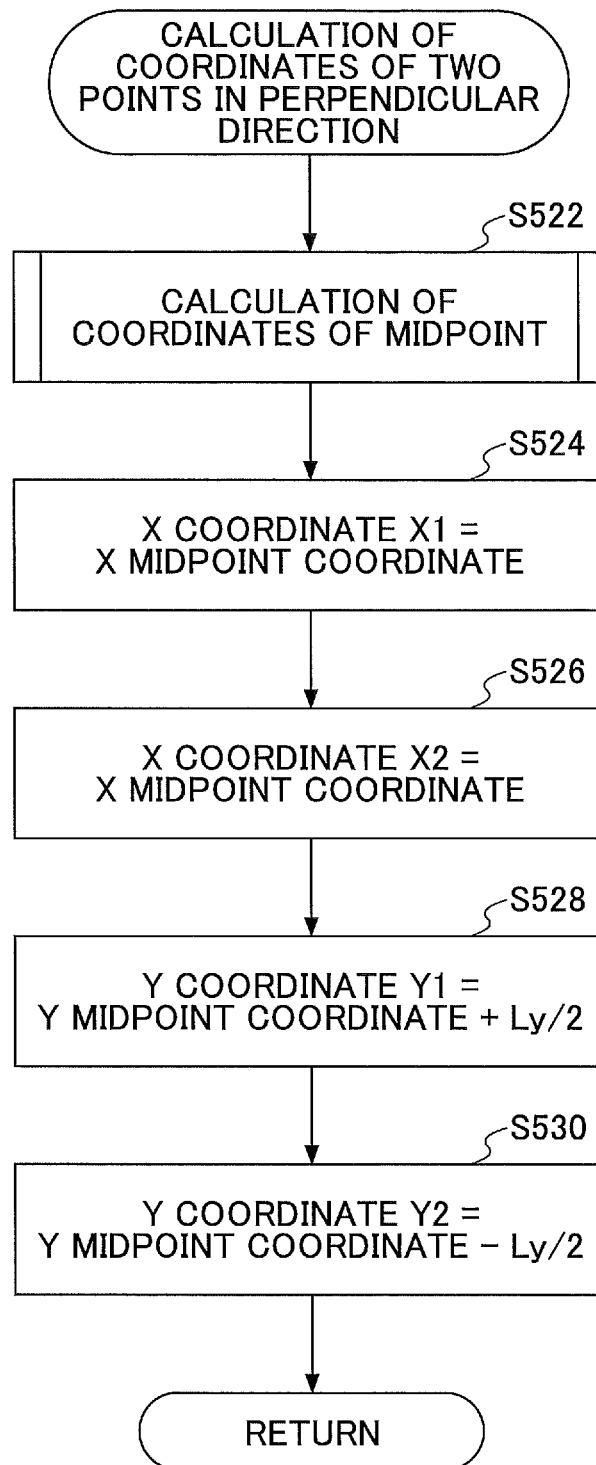 CALCULATION OF
COORDINATES OF TWO
POINTS IN PERPENDICULAR
DIRECTION
S522
CALCULATION OF
COORDINATES OF MIDPOINT
S524
X COORDINATE X1 =
X MIDPOINT COORDINATE
S526
X COORDINATE X2 =
X MIDPOINT COORDINATE
S528
Y COORDINATE Y1 =
Y MIDPOINT COORDINATE + Ly/2
S530
Y COORDINATE Y2 =
Y MIDPOINT COORDINATE − Ly/2
RETURN